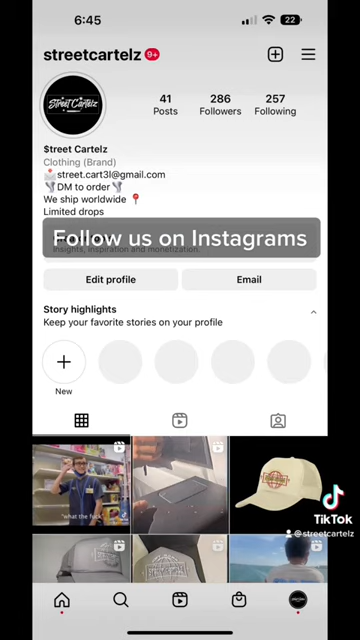 6:45
22
streetcartelz 9+
Street Cartelz
41
Posts
286
Followers
257
Following
$treet Cartelz
Clothing (Brand)
📩street.cart3l@gmail.com
DM to order
We ship worldwide 📍
Limited drops
Follow us on Instagrams
Insights, inspiration and monetization.
Edit profile
Email
Story highlights
Keep your favorite stories on your profile
New
"what the fuck"
TikTok
@streetcartelz